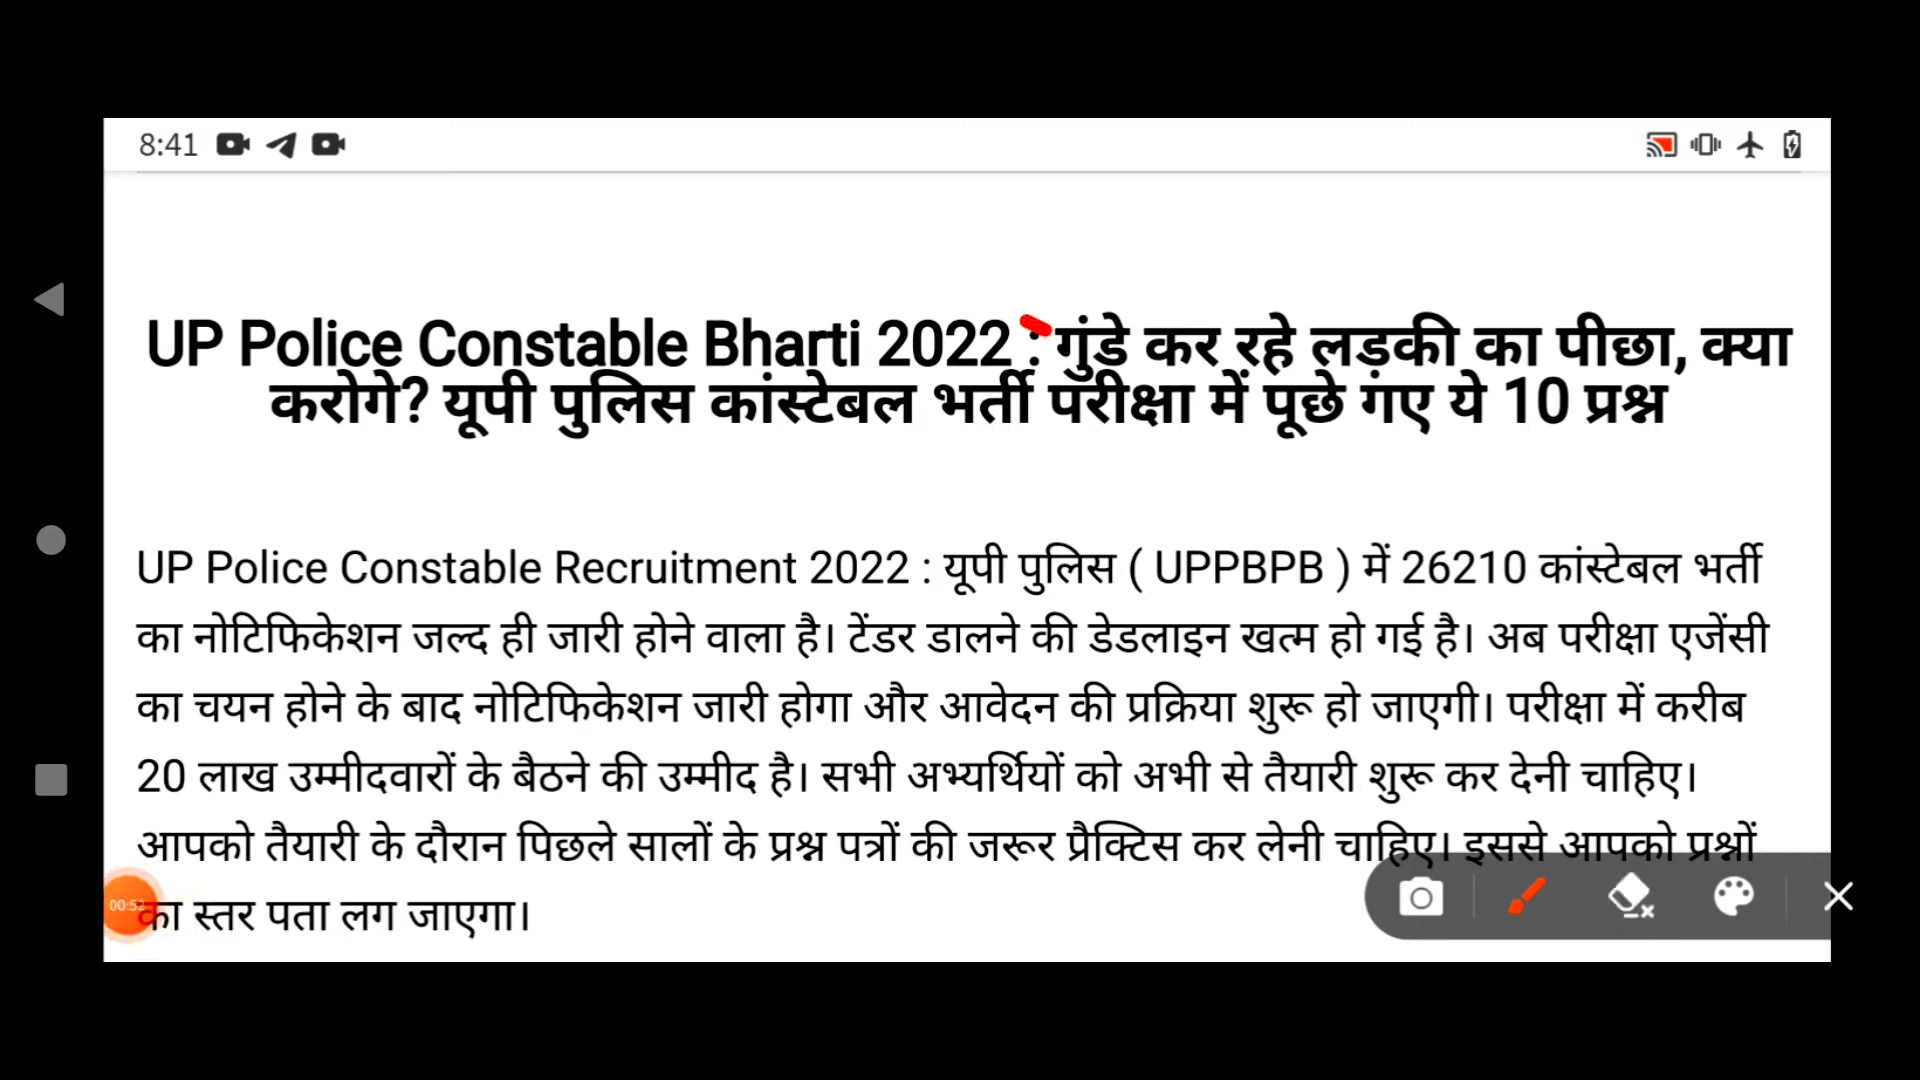 8:41
UP Police Constable Bharti 2022 : गुंडे कर रहे लड़की का पीछा, क्या
करोगे? यूपी पुलिस कांस्टेबल भर्ती परीक्षा में पूछे गए ये 10 प्रश्न
UP Police Constable Recruitment 2022 : यूपी पुलिस ( UPPBPB ) में 26210 कांस्टेबल भर्ती
का नोटिफिकेशन जल्द ही जारी होने वाला है। टेंडर डालने की डेडलाइन खत्म हो गई है। अब परीक्षा एजेंसी
का चयन होने के बाद नोटिफिकेशन जारी होगा और आवेदन की प्रक्रिया शुरू हो जाएगी। परीक्षा में करीब
20 लाख उम्मीदवारों के बैठने की उम्मीद है। सभी अभ्यर्थियों को अभी से तैयारी शुरू कर देनी चाहिए।
आपको तैयारी के दौरान पिछले सालों के प्रश्न पत्रों की जरूर प्रैक्टिस कर लेनी चाहिए। इससे आपको प्रश्नों
का स्तर पता लग जाएगा।